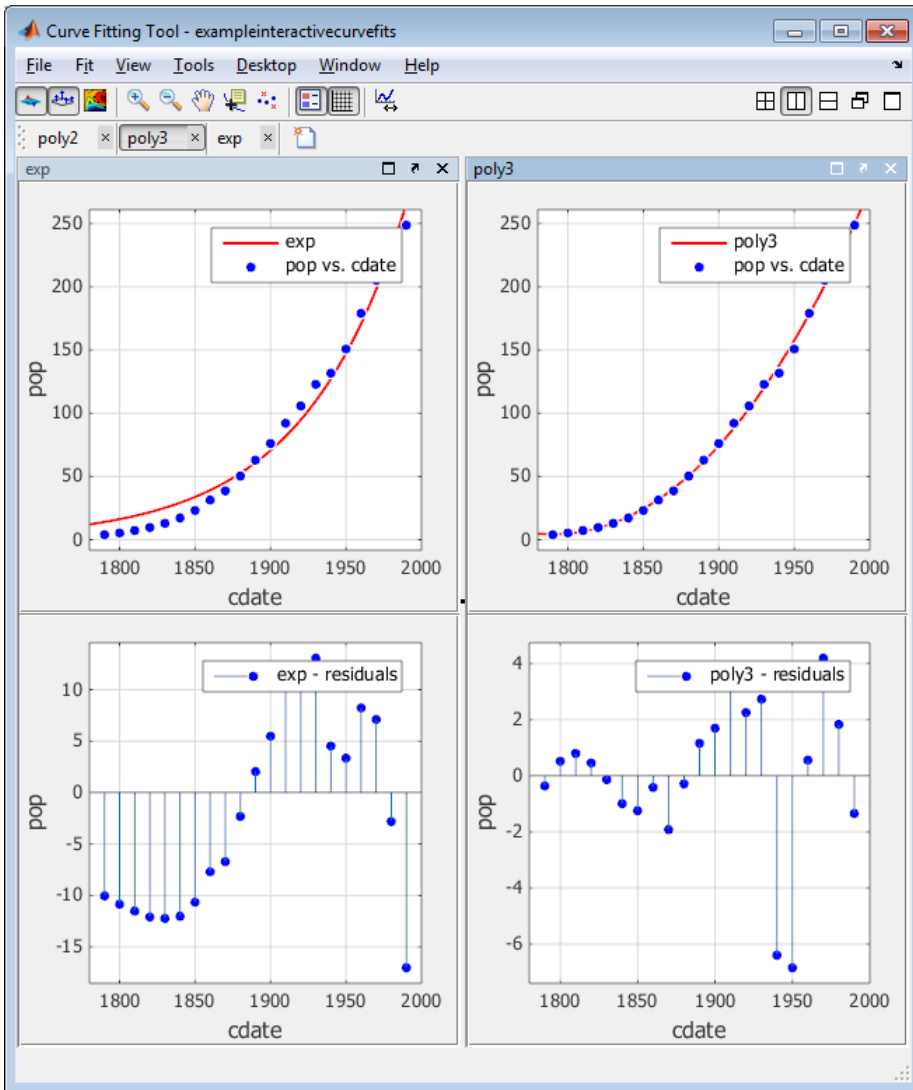 Curve Fitting Tool - exampleinteractivecurvefits
File Fit View Tools Desktop Window Help
poly2 poly3 exp
exp
250
200
150
100
50
0
pop
exp
pop vs. cdate
1800 1850 1900 1950 2000
cdate
10
5
0
-5
-10
-15
pop
exp - residuals
1800 1850 1900 1950 2000
cdate
poly3
250
200
150
100
50
0
pop
poly3
pop vs. cdate
1800 1850 1900 1950 2000
cdate
4
2
0
-2
-4
-6
pop
poly3 - residuals
1800 1850 1900 1950 2000
cdate